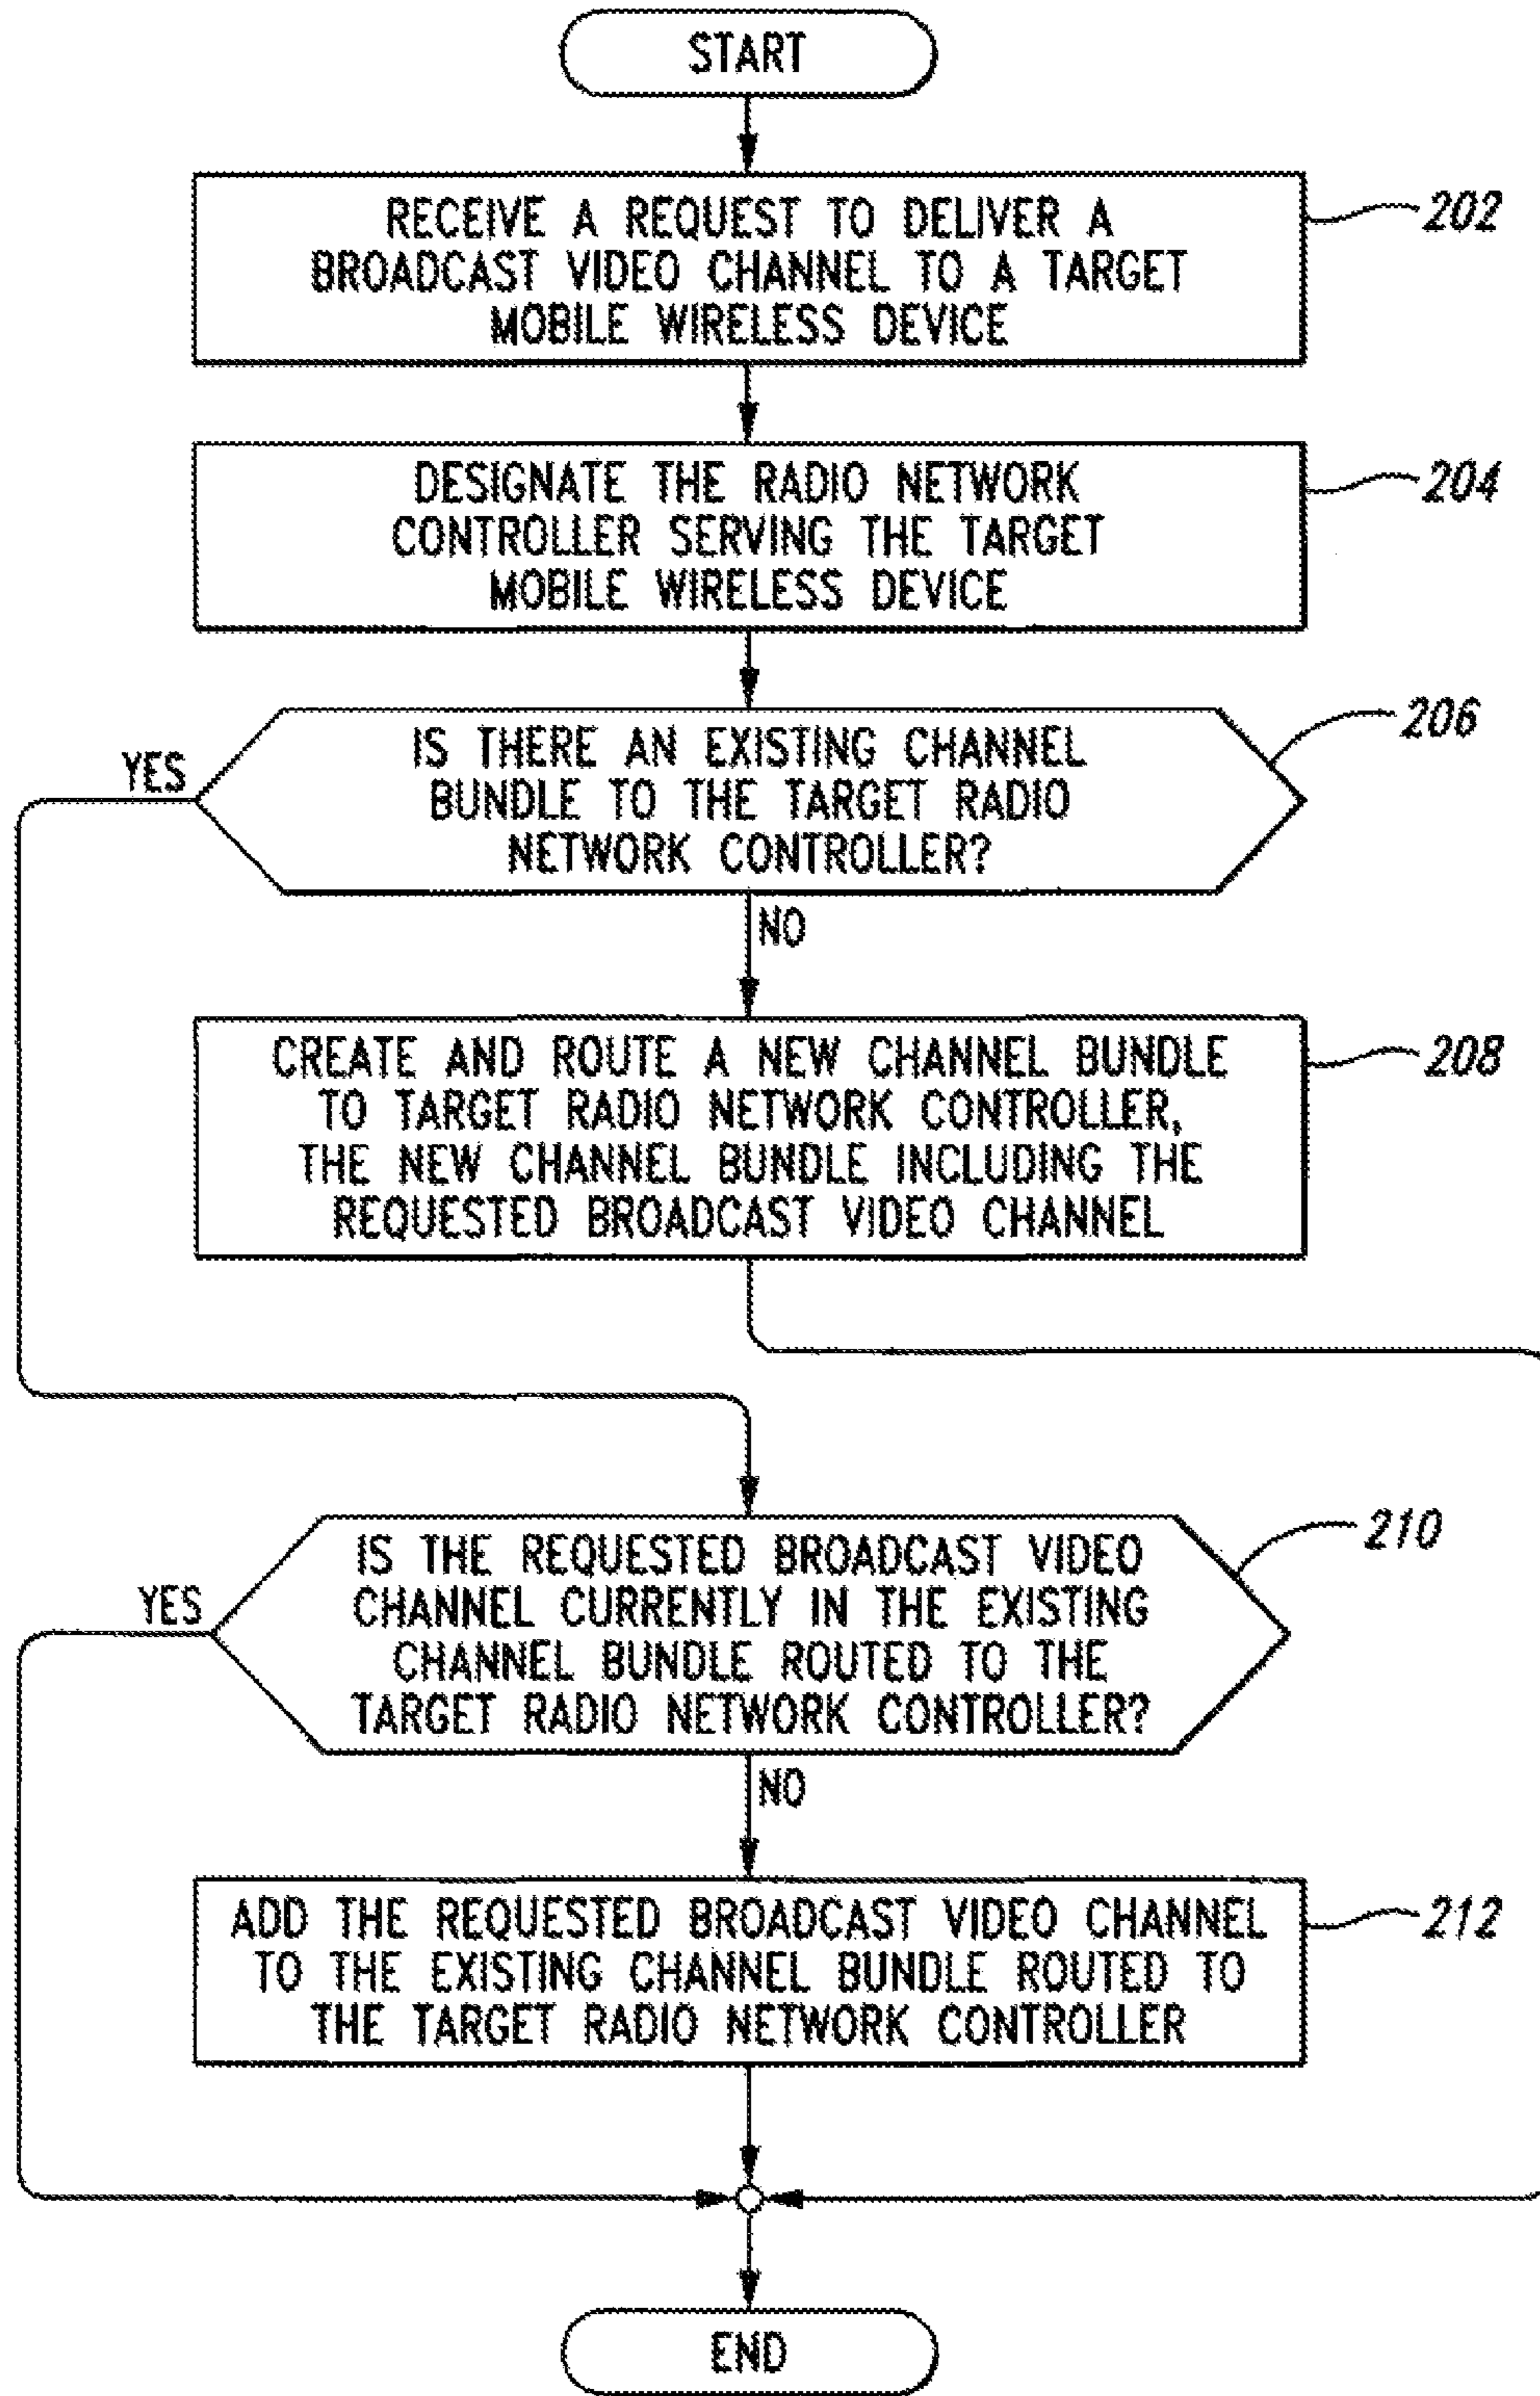 START
RECEIVE A REQUEST TO DELIVER A
BROADCAST VIDEO CHANNEL TO A TARGET
MOBILE WIRELESS DEVICE
202
DESIGNATE THE RADIO NETWORK
CONTROLLER SERVING THE TARGET
MOBILE WIRELESS DEVICE
204
IS THERE AN EXISTING CHANNEL
BUNDLE TO THE TARGET RADIO
NETWORK CONTROLLER?
206
YES
NO
CREATE AND ROUTE A NEW CHANNEL BUNDLE
TO TARGET RADIO NETWORK CONTROLLER,
THE NEW CHANNEL BUNDLE INCLUDING THE
REQUESTED BROADCAST VIDEO CHANNEL
208
IS THE REQUESTED BROADCAST VIDEO
CHANNEL CURRENTLY IN THE EXISTING
CHANNEL BUNDLE ROUTED TO THE
TARGET RADIO NETWORK CONTROLLER?
210
YES
NO
ADD THE REQUESTED BROADCAST VIDEO CHANNEL
TO THE EXISTING CHANNEL BUNDLE ROUTED TO
THE TARGET RADIO NETWORK CONTROLLER
212
END